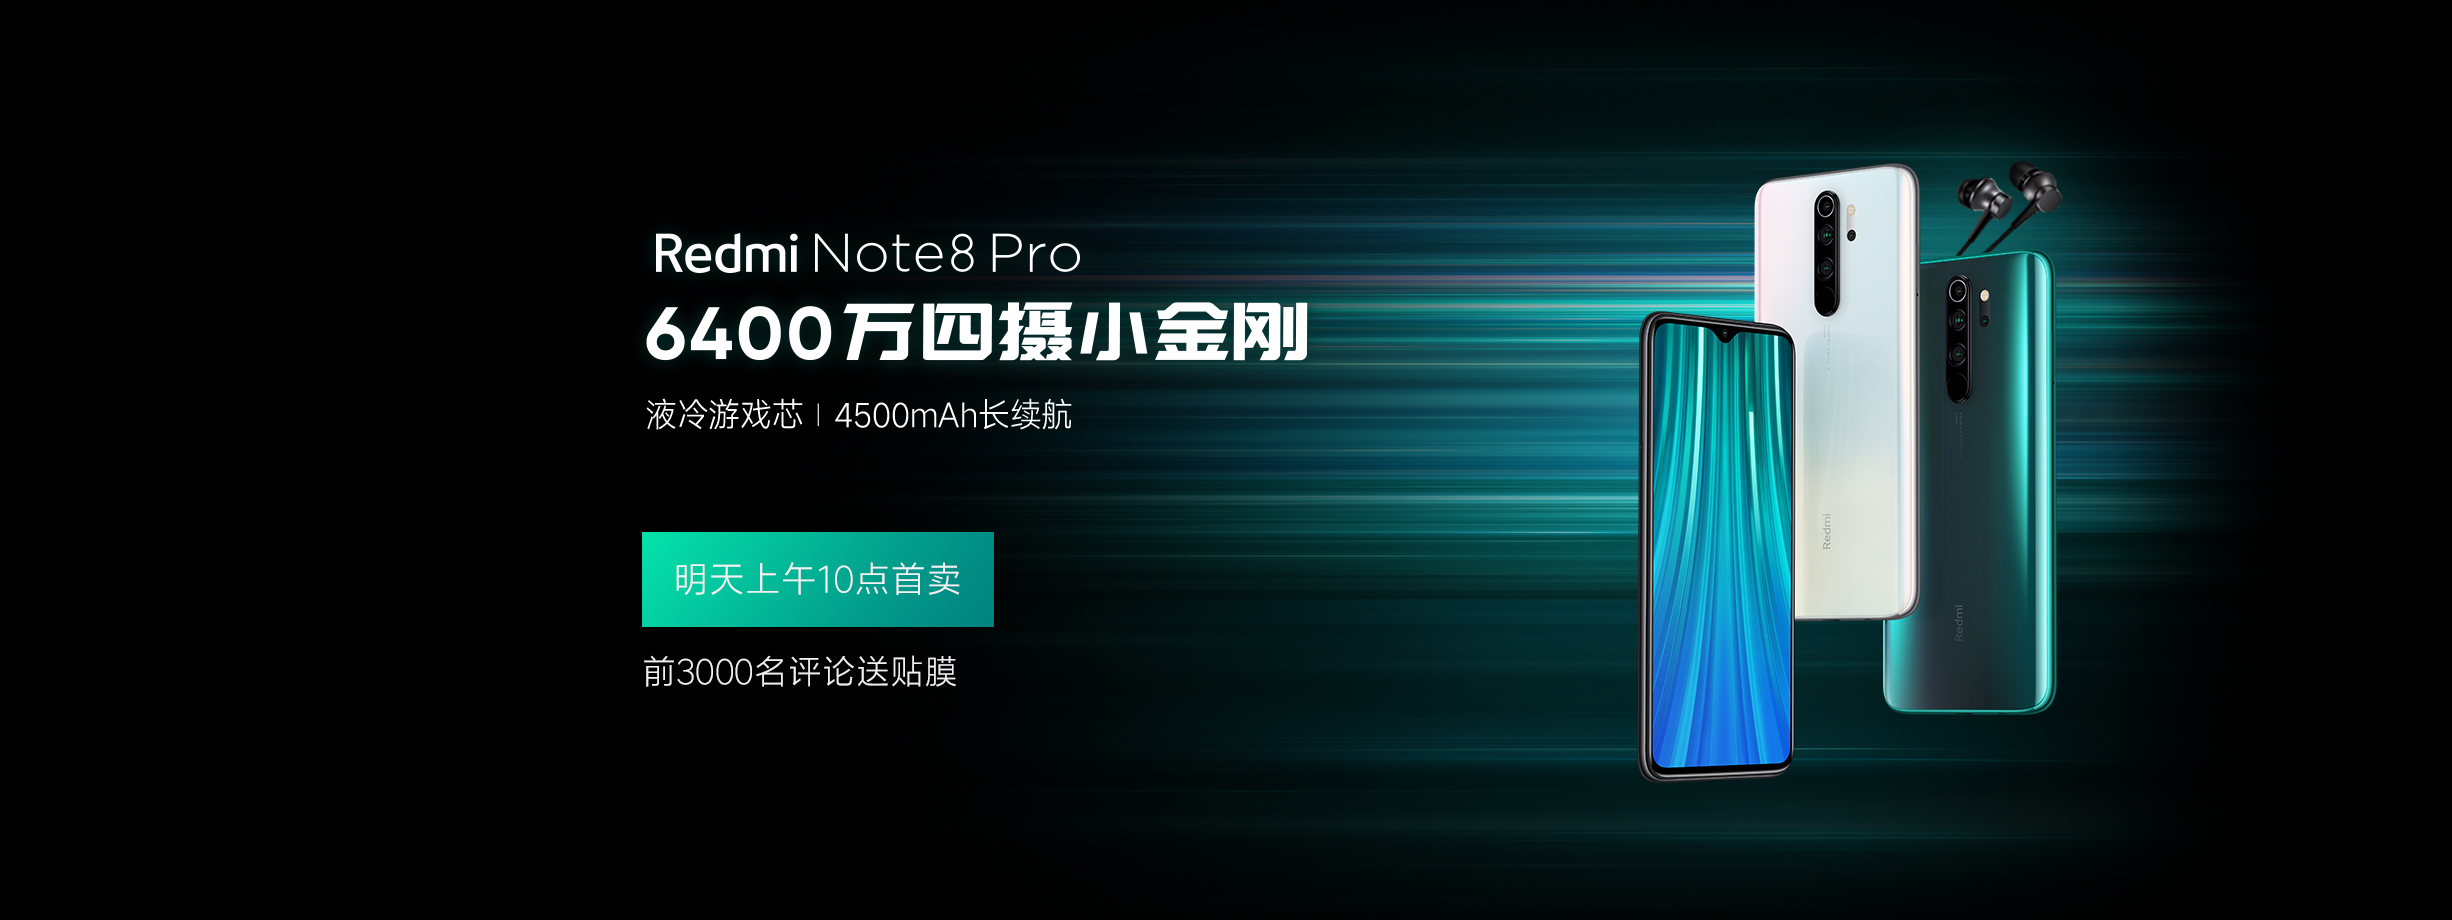 Redmi Note8 Pro
6400万四摄小金刚
液冷游戏芯 | 4500mAh长续航
明天上午10点首卖
前3000名评论送贴膜
Redmi
Redmi